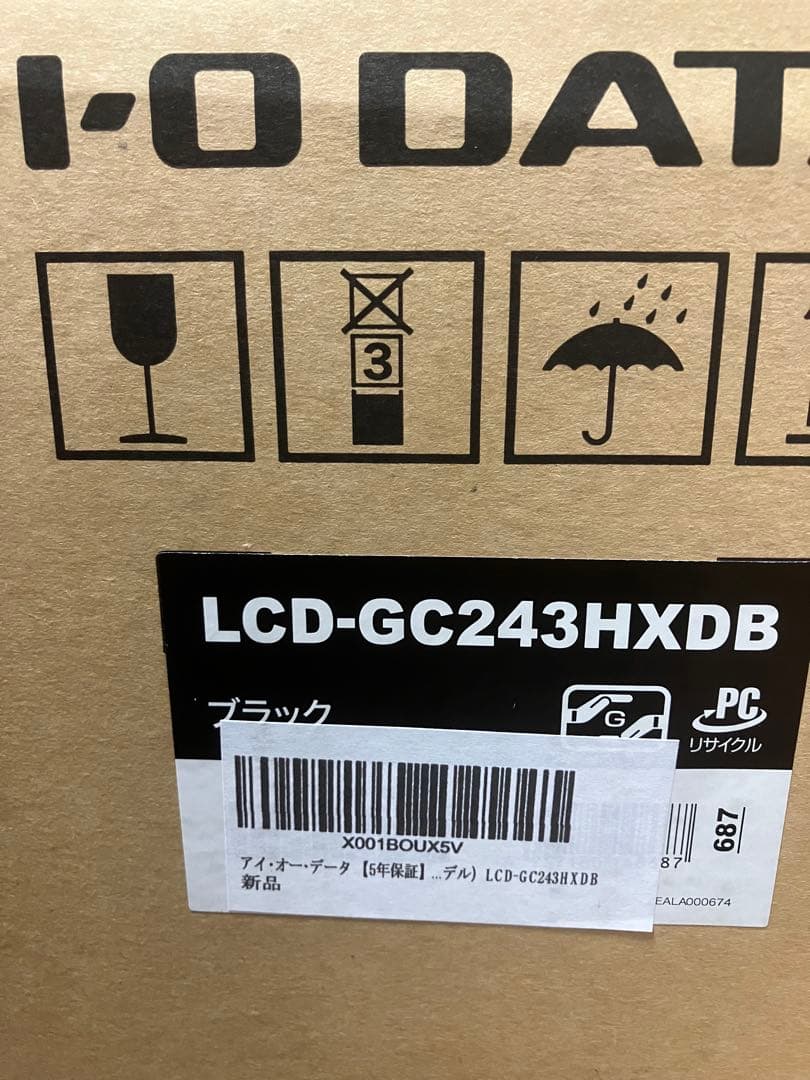 I-O DATA
3
LCD-GC243HXDB
ブラック
G
PC
リサイクル
X001BOUX5V
アイ・オー・データ 【5年保証】 ...デル) LCD-GC243HXDB
新品
87
687
EALA000674